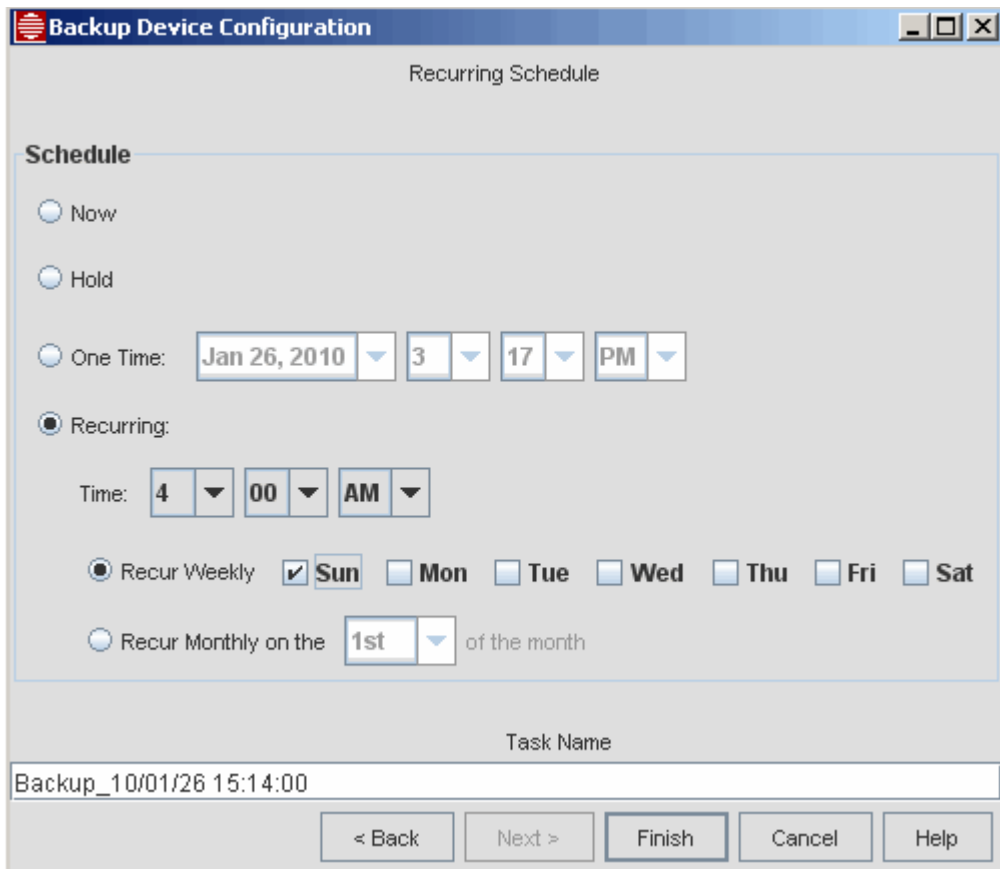 Backup Device Configuration
Recurring Schedule
Schedule
Now
Hold
One Time: Jan 26, 2010 3 17 PM
Recurring:
Time: 4 00 AM
Recur Weekly Sun Mon Tue Wed Thu Fri Sat
Recur Monthly on the 1st of the month
Task Name
Backup_10/01/26 15:14:00
< Back Next > Finish Cancel Help